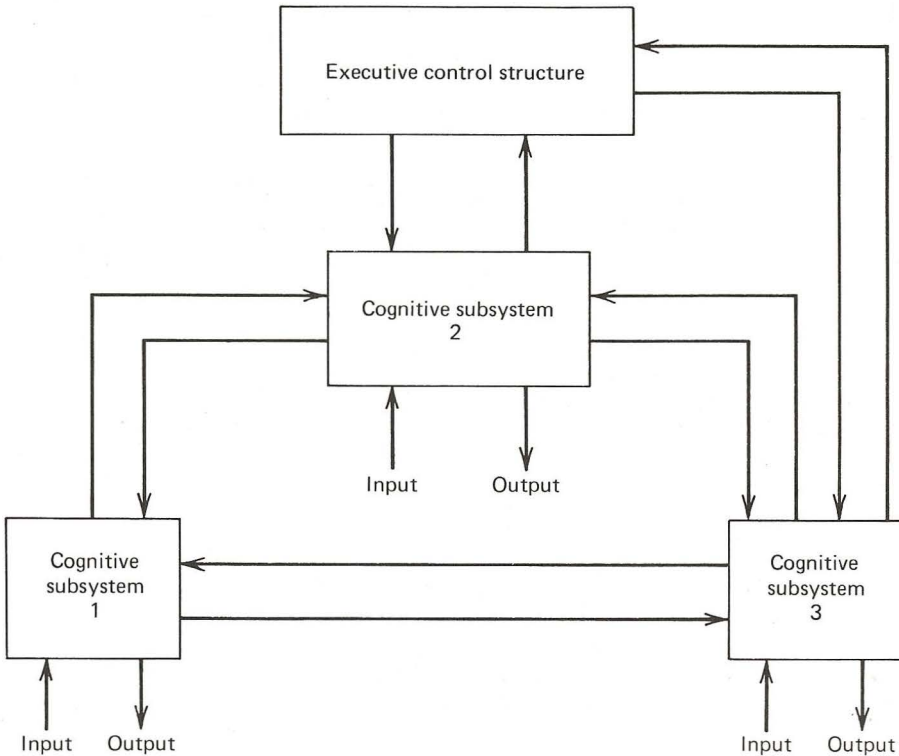 Executive control structure
Cognitive subsystem
2
Input
Output
Cognitive
subsystem
1
Cognitive
subsystem
3
Input
Output
Input
Output